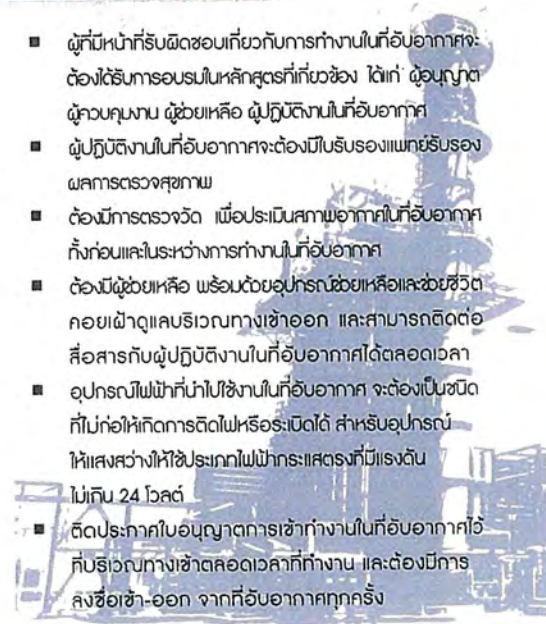 ▪ ผู้ที่มีหน้าที่รับผิดชอบเกี่ยวกับการทำงานในที่อับอากาศจะ
ต้องได้รับการอบรมในหลักสูตรที่เกี่ยวข้อง ได้แก่ ผู้อนุญาต
ผู้ควบคุมงาน ผู้ช่วยเหลือ ผู้ปฏิบัติงานในที่อับอากาศ
▪ ผู้ปฏิบัติงานในที่อับอากาศจะต้องมีใบรับรองแพทย์รับรอง
ผลการตรวจสุขภาพ
▪ ต้องมีการตรวจวัด เพื่อประเมินสภาพอากาศในที่อับอากาศ
ทั้งก่อนและในระหว่างการทำงานในที่อับอากาศ
▪ ต้องมีผู้ช่วยเหลือ พร้อมด้วยอุปกรณ์ช่วยเหลือและช่วยชีวิต
คอยเฝ้าดูแลบริเวณทางเข้าออก และสามารถติดต่อ
สื่อสารกับผู้ปฏิบัติงานในที่อับอากาศได้ตลอดเวลา
▪ อุปกรณ์ไฟฟ้าที่นำไปใช้งานในที่อับอากาศ จะต้องเป็นชนิด
ที่ไม่ก่อให้เกิดการติดไฟหรือระเบิดได้ สำหรับอุปกรณ์
ให้แสงสว่างให้ใช้ประเภทไฟฟ้ากระแสตรงที่มีแรงดัน
ไม่เกิน 24 โวลต์
▪ ติดประกาศใบอนุญาตการเข้าทำงานในที่อับอากาศไว้
ที่บริเวณทางเข้าตลอดเวลาที่ทำงาน และต้องมีการ
ลงชื่อเข้า-ออก จากที่อับอากาศทุกครั้ง